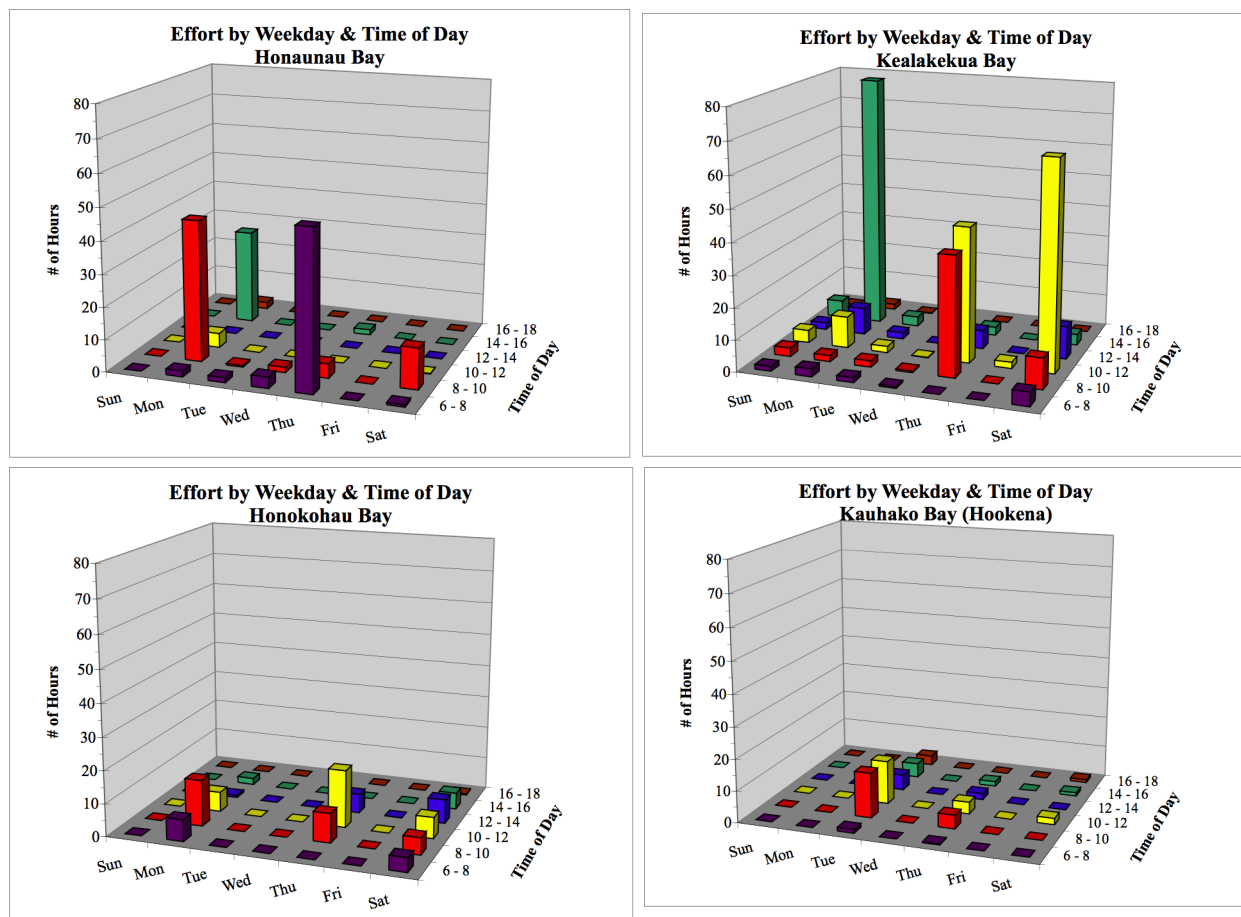 Effort by Weekday & Time of Day
Honaunau Bay
80
70
60
50
40
30
20
10
0
# of Hours
Sun
Mon
Tue
Wed
Thu
Fri
Sat
16 - 18
14 - 16
12 - 14
10 - 12
8 - 10
6 - 8
Time of Day
Effort by Weekday & Time of Day
Kealakekua Bay
80
70
60
50
40
30
20
10
0
# of Hours
Sun
Mon
Tue
Wed
Thu
Fri
Sat
16 - 18
14 - 16
12 - 14
10 - 12
8 - 10
6 - 8
Time of Day
Effort by Weekday & Time of Day
Honokohau Bay
80
70
60
50
40
30
20
10
0
# of Hours
Sun
Mon
Tue
Wed
Thu
Fri
Sat
16 - 18
14 - 16
12 - 14
10 - 12
8 - 10
6 - 8
Time of Day
Effort by Weekday & Time of Day
Kauhako Bay (Hookena)
80
70
60
50
40
30
20
10
0
# of Hours
Sun
Mon
Tue
Wed
Thu
Fri
Sat
16 - 18
14 - 16
12 - 14
10 - 12
8 - 10
6 - 8
Time of Day